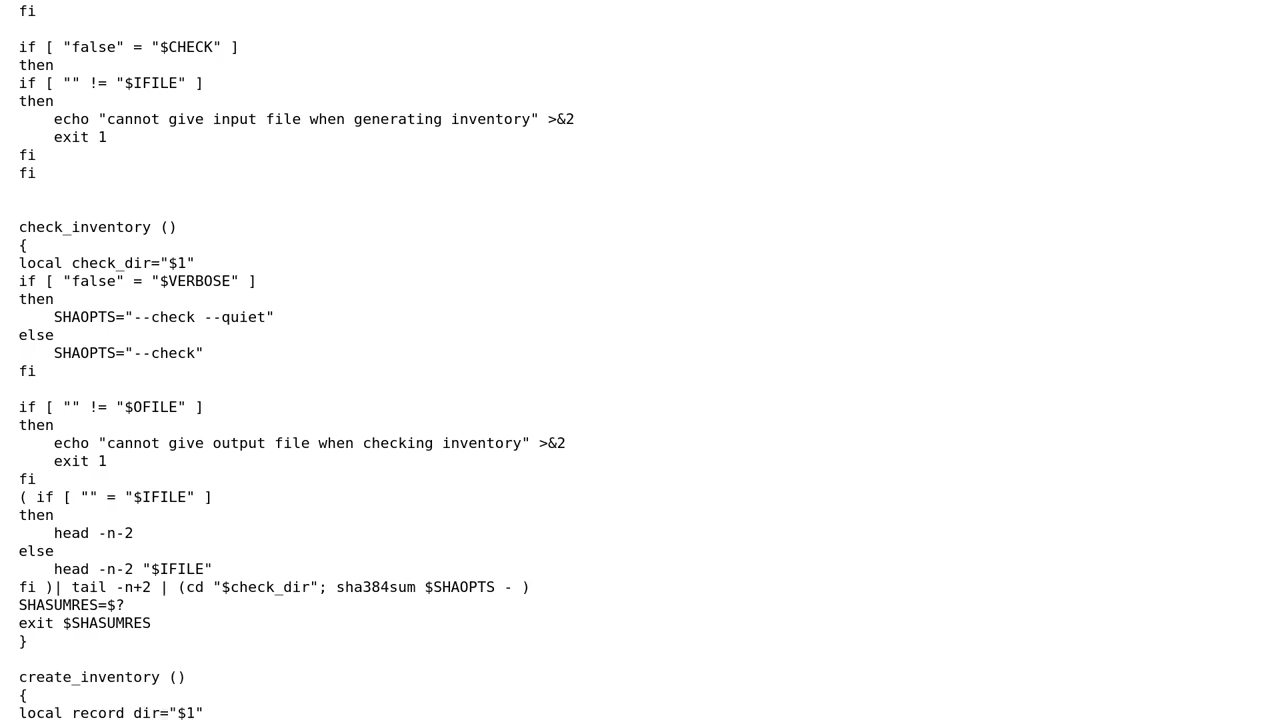 fi

if [ "false" = "$CHECK" ]
then
if [ "" != "$IFILE" ]
then
    echo "cannot give input file when generating inventory" >&2
    exit 1
fi
fi


check_inventory ()
{
local check_dir="$1"
if [ "false" = "$VERBOSE" ]
then
    SHAOPTS="--check --quiet"
else
    SHAOPTS="--check"
fi

if [ "" != "$OFILE" ]
then
    echo "cannot give output file when checking inventory" >&2
    exit 1
fi
( if [ "" = "$IFILE" ]
then
    head -n-2
else
    head -n-2 "$IFILE"
fi )| tail -n+2 | (cd "$check_dir"; sha384sum $SHAOPTS - )
SHASUMRES=$?
exit $SHASUMRES
}

create_inventory ()
{
local record_dir="$1"